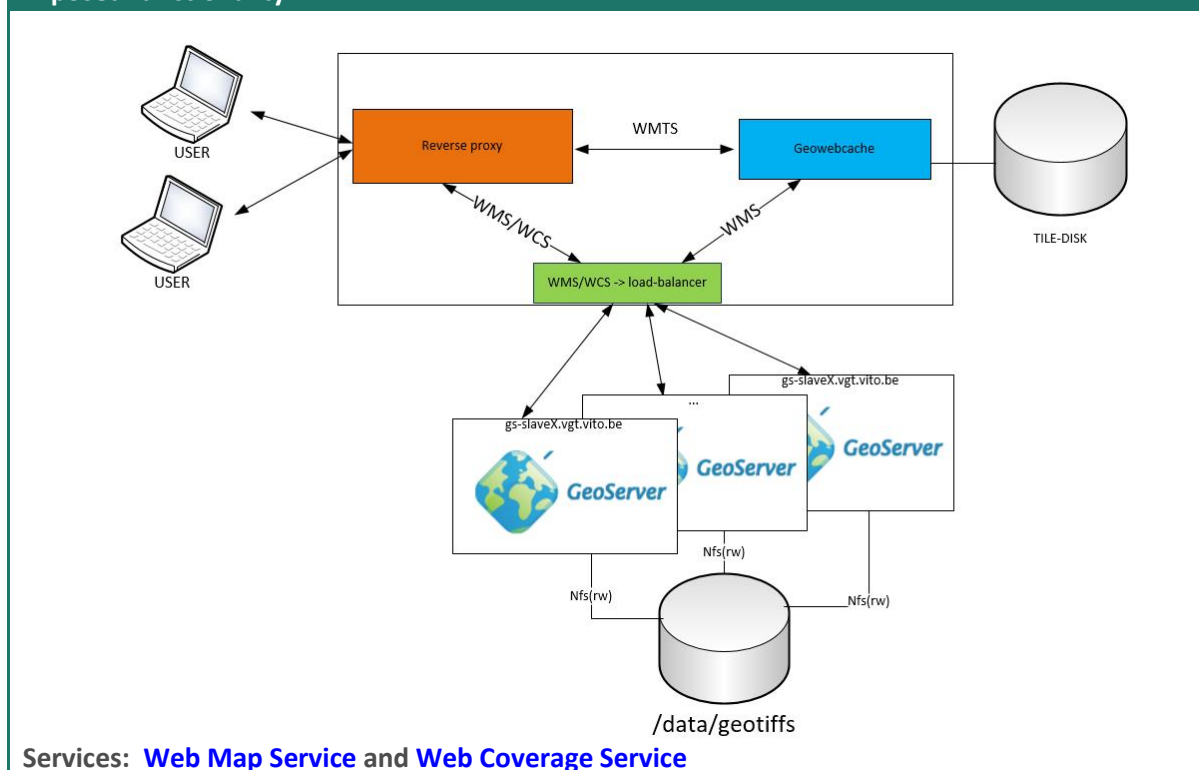 USER
USER
Reverse proxy
WMTS
Geowebcache
TILE-DISK
WMS/WCS
WMS
WMS/WCS -> load-balancer
gs-slaveX.vgt.vito.be
GeoServer
...
GeoServer
gs-slaveX.vgt.vito.be
GeoServer
Nfs(rw)
Nfs(rw)
Nfs(rw)
/data/geotiffs
Services: Web Map Service and Web Coverage Service